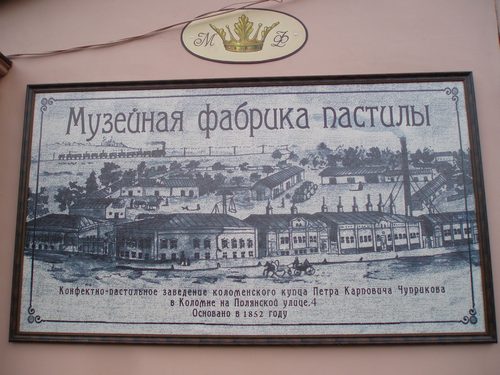 М Ф
Музейная фабрика пастилы
Конфектно-пастильное заведение коломенского купца Петра Карповича Чуприкова
в Коломне на Полянской улице,4
Основано в 1852 году